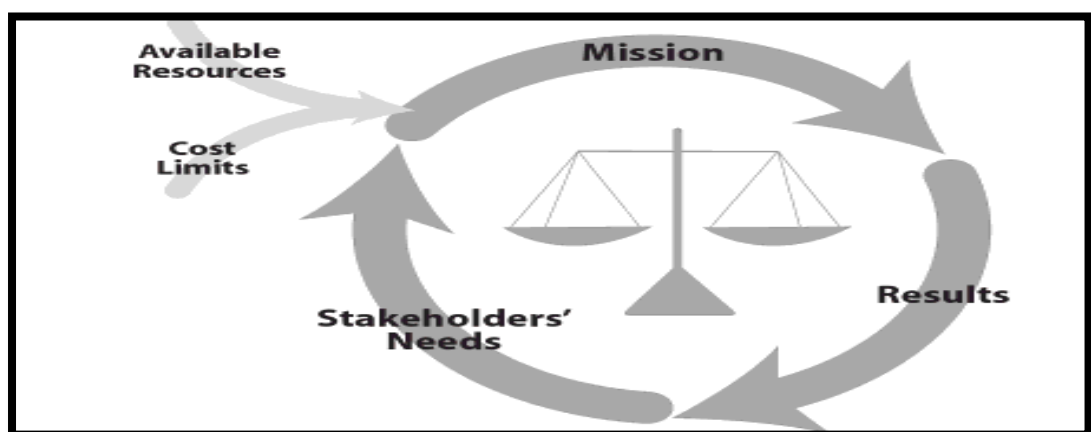 Available
Resources
Mission
Cost
Limits
Results
Stakeholders’
Needs